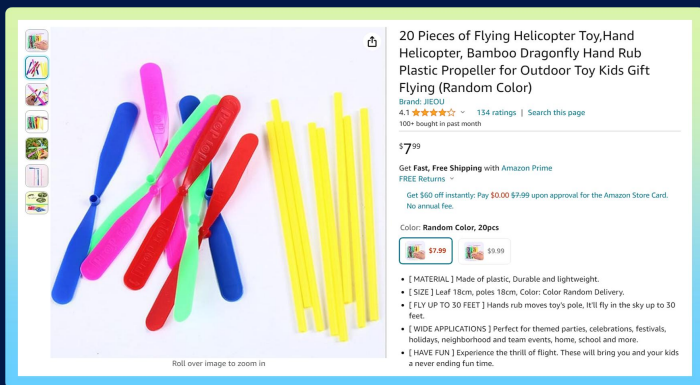 20 Pieces of Flying Helicopter Toy,Hand
Helicopter, Bamboo Dragonfly Hand Rub
Plastic Propeller for Outdoor Toy Kids Gift
Flying (Random Color)
Brand: JIEOU
4.1
134 ratings | Search this page
100+ bought in past month
$7.99
Get Fast, Free Shipping with Amazon Prime
FREE Returns
Get $60 off instantly: Pay $0.00 $7.99 upon approval for the Amazon Store Card.
No annual fee.
Color: Random Color, 20pcs
$7.99
$9.99
• [ MATERIAL ] Made of plastic, Durable and lightweight.
• [ SIZE ] Leaf 18cm, poles 18cm, Color: Color Random Delivery.
• [ FLY UP TO 30 FEET ] Hands rub moves toy's pole, It'll fly in the sky up to 30
feet.
• [ WIDE APPLICATIONS ] Perfect for themed parties, celebrations, festivals,
holidays, neighborhood and team events, home, school and more.
• [ HAVE FUN ] Experience the thrill of flight. These will bring you and your kids
a never ending fun time.
Roll over image to zoom in